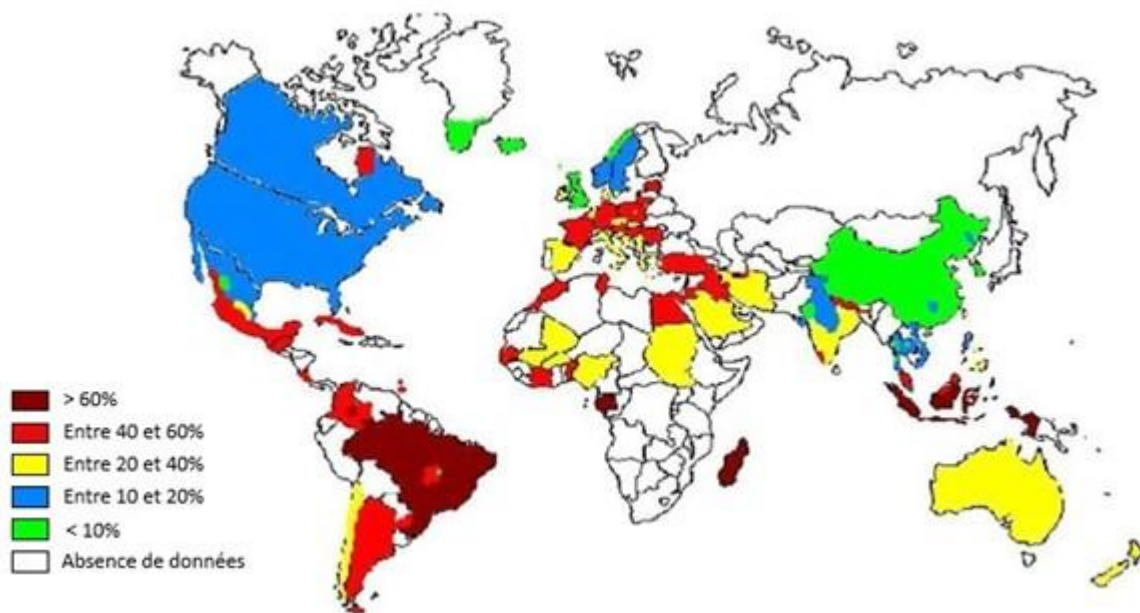 > 60%
Entre 40 et 60%
Entre 20 et 40%
Entre 10 et 20%
< 10%
Absence de données